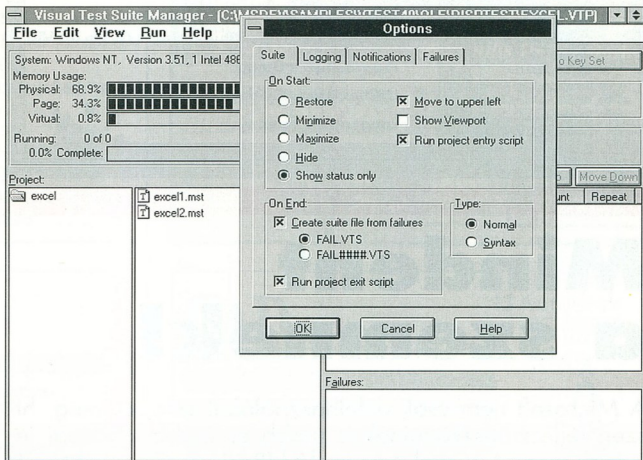 Visual Test Suite Manager - [C:\MSDEV\SAMPLES\VTEST40\OLE\DISPTEST\EXCEL.VTP]
File Edit View Run Help
System: Windows NT, Version 3.51, 1 Intel 486
Memory Usage:
Physical: 68.9%
Page: 34.3%
Virtual: 0.8%
Running: 0 of 0
0.0% Complete:
Project:
excel
excel1.mst
excel2.mst
Options
Suite Logging Notifications Failures
On Start:
Restore
Minimize
Maximize
Hide
Show status only
Move to upper left
Show Viewport
Run project entry script
On End:
Create suite file from failures
FAIL.VTS
FAIL####.VTS
Run project exit script
Type:
Normal
Syntax
OK Cancel Help
o Key Set
Move Down
unt Repeat
Failures: